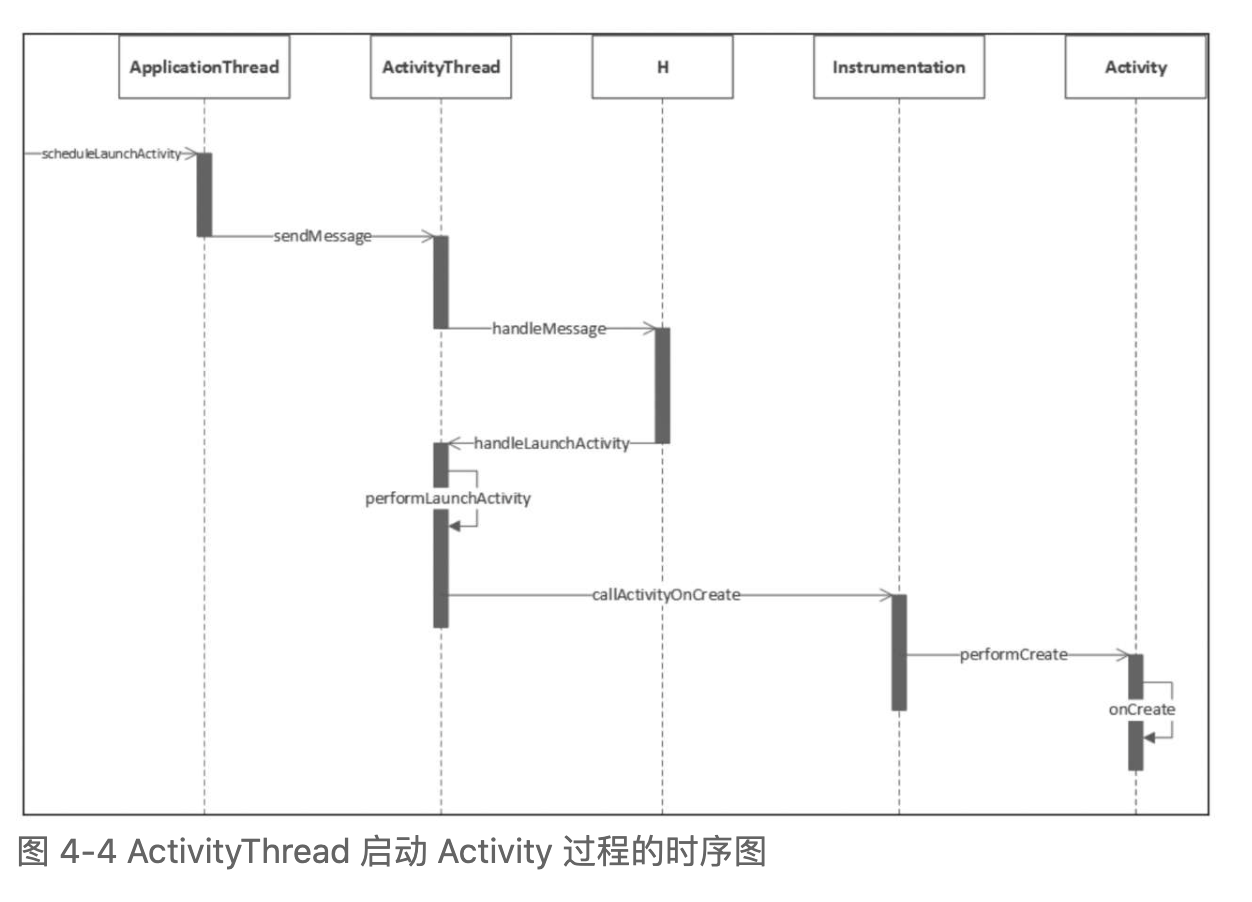 ApplicationThread
ActivityThread
H
Instrumentation
Activity
scheduleLaunchActivity
sendMessage
handleMessage
handleLaunchActivity
performLaunchActivity
callActivityOnCreate
performCreate
onCreate
图 4-4 ActivityThread 启动 Activity 过程的时序图